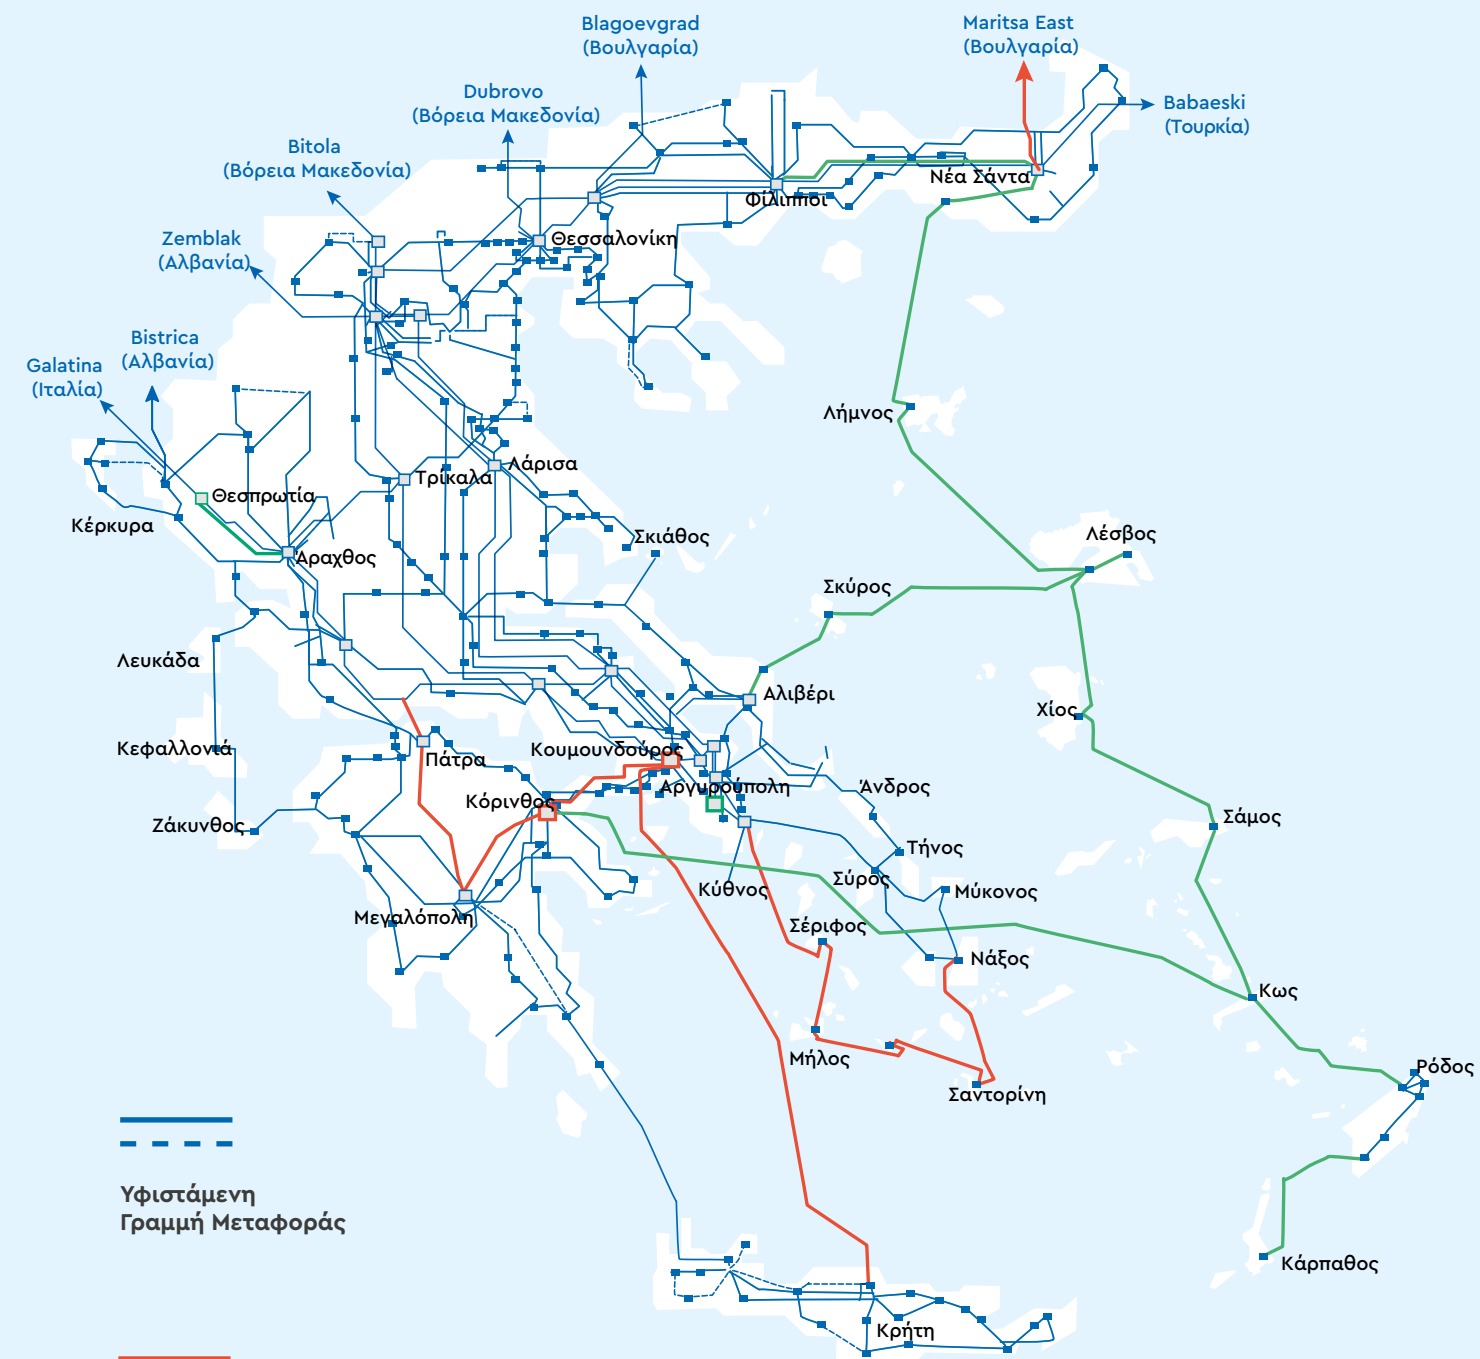 Blagoevgrad
(Βουλγαρία)
Maritsa East
(Βουλγαρία)
Dubrovo
(Βόρεια Μακεδονία)
Babaeski
(Τουρκία)
Bitola
(Βόρεια Μακεδονία)
Νέα Σάντα
Φίλιπποι
Zemblak
(Αλβανία)
Θεσσαλονίκη
Bistrica
(Αλβανία)
Galatina
(Ιταλία)
Λήμνος
Λάρισα
Τρίκαλα
Θεσπρωτία
Κέρκυρα
Σκιάθος
Λέσβος
Άραχθος
Σκύρος
Λευκάδα
Αλιβέρι
Χίος
Κεφαλλονιά
Κουμουνδούρος
Πάτρα
Αργυρούπολη
Άνδρος
Κόρινθος
Σάμος
Ζάκυνθος
Τήνος
Σύρος
Κύθνος
Μύκονος
Μεγαλόπολη
Σέριφος
Νάξος
Κως
Μήλος
Ρόδος
Σαντορίνη
Υφιστάμενη
Γραμμή Μεταφοράς
Κάρπαθος
Κρήτη